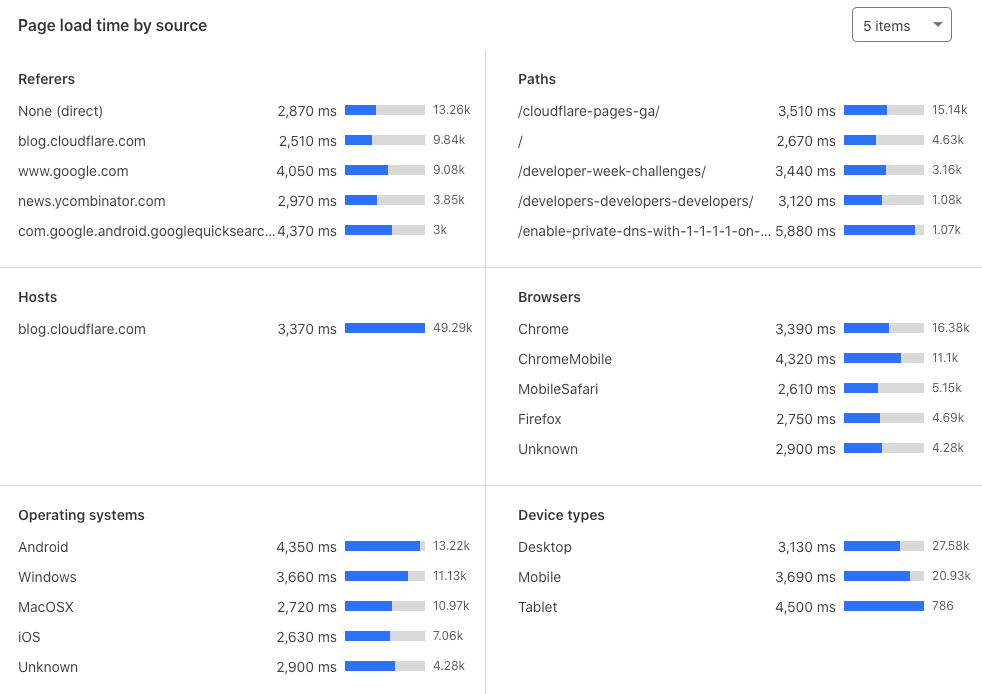 Page load time by source
5 items
Referers
None (direct) 2,870 ms 13.26k
blog.cloudflare.com 2,510 ms 9.84k
www.google.com 4,050 ms 9.08k
news.ycombinator.com 2,970 ms 3.85k
com.google.android.googlequicksearc... 4,370 ms 3k
Paths
/cloudflare-pages-ga/ 3,510 ms 15.14k
/ 2,670 ms 4.63k
/developer-week-challenges/ 3,440 ms 3.16k
/developers-developers-developers/ 3,120 ms 1.08k
/enable-private-dns-with-1-1-1-1-on-... 5,880 ms 1.07k
Hosts
blog.cloudflare.com 3,370 ms 49.29k
Browsers
Chrome 3,390 ms 16.38k
ChromeMobile 4,320 ms 11.1k
MobileSafari 2,610 ms 5.15k
Firefox 2,750 ms 4.69k
Unknown 2,900 ms 4.28k
Operating systems
Android 4,350 ms 13.22k
Windows 3,660 ms 11.13k
MacOSX 2,720 ms 10.97k
iOS 2,630 ms 7.06k
Unknown 2,900 ms 4.28k
Device types
Desktop 3,130 ms 27.58k
Mobile 3,690 ms 20.93k
Tablet 4,500 ms 786